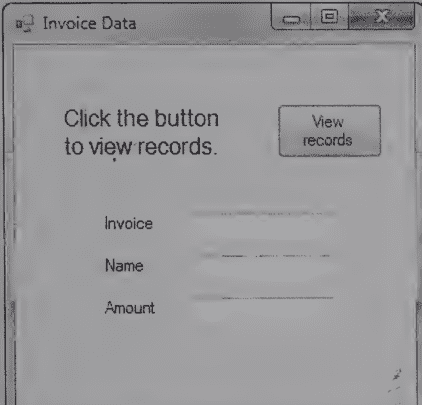 Invoice Data
Click the button
to view records.
View
records
Invoice
Name
Amount